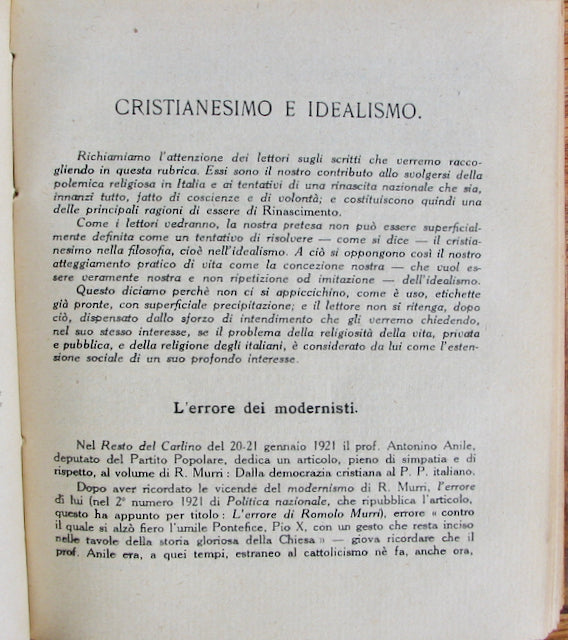 CRISTIANESIMO E IDEALISMO.
Richiamiamo l'attenzione dei lettori sugli scritti che verremo racco-
gliendo in questa rubrica. Essi sono il nostro contributo allo svolgersi della
polemica religiosa in Italia e ai tentativi di una rinascita nazionale che sia,
innanzi tutto, fatto di coscienze e di volontà; e costituiscono quindi una
delle principali ragioni di essere di Rinascimento.
Come i lettori vedranno, la nostra pretesa non può essere superficial-
mente definita come un tentativo di risolvere — come si dice — il cristia-
nesimo nella filosofia, cioè nell'idealismo. A ciò si oppongono così il nostro
atteggiamento pratico di vita come la concezione nostra — che vuol es-
sere veramente nostra e non ripetizione od imitazione — dell'idealismo.
Questo diciamo perchè non ci si appiccichino, come è uso, etichette
già pronte, con superficiale precipitazione; e il lettore non si ritenga, dopo
ciò, dispensato dallo sforzo di intendimento che gli verremo chiedendo,
nel suo stesso interesse, se il problema della religiosità della vita, privata
e pubblica, e della religione degli italiani, è considerato da lui come l'esten-
sione sociale di un suo profondo interesse.
L'errore dei modernisti.
Nel Resto del Carlino del 20-21 gennaio 1921 il prof. Antonino Anile,
deputato del Partito Popolare, dedica un articolo, pieno di simpatia e di
rispetto, al volume di R. Murri : Dalla democrazia cristiana al P. P. italiano.
Dopo aver ricordato le vicende del modernismo di R. Murri, l'errore
di lui (nel 2° numero 1921 di Politica nazionale, che ripubblica l'articolo,
questo ha appunto per titolo : L'errore di Romolo Murri), errore « contro
il quale si alzò fiero l'umile Pontefice, Pio X, con un gesto che resta inciso
nelle tavole della storia gloriosa della Chiesa » — giova ricordare che il
prof. Anile era, a quei tempi, estraneo al cattolicismo nè fa, anche ora,